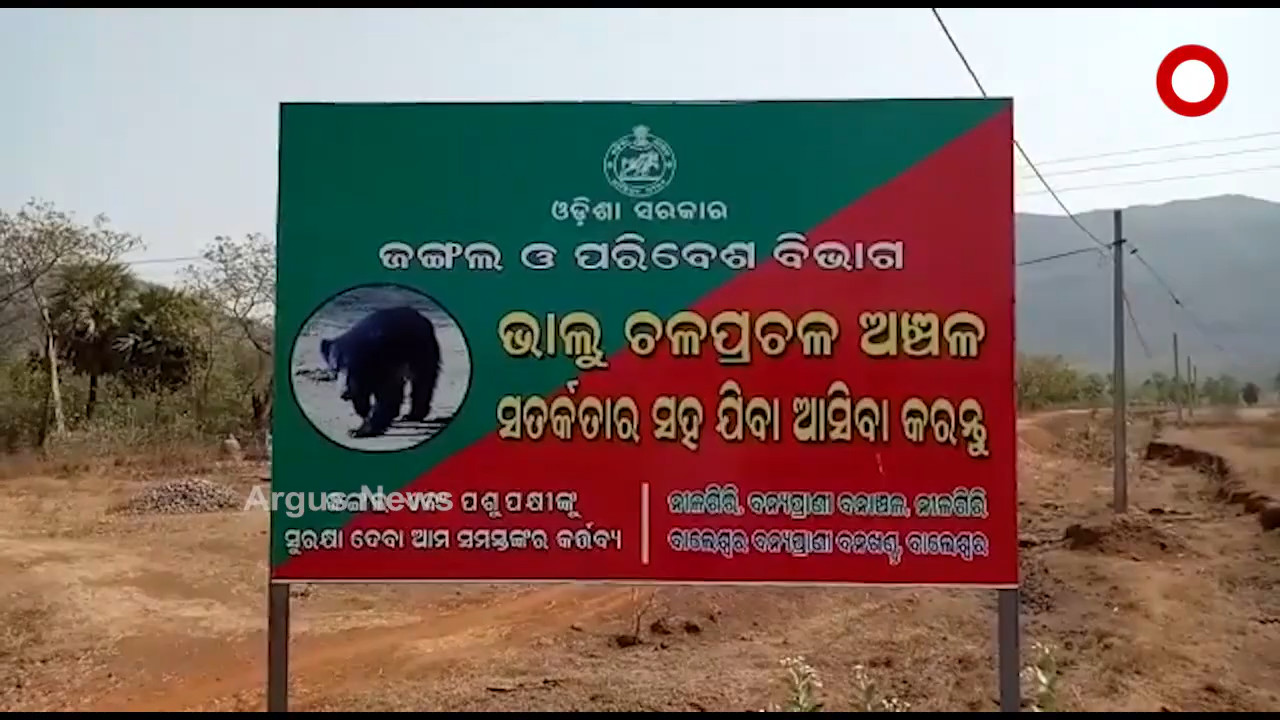 ଓଡ଼ିଶା ସରକାର
ଜଙ୍ଗଲ ଓ ପରିବେଶ ବିଭାଗ
ଭାଲୁ ଚଳପ୍ରଚଳ ଅଞ୍ଚଳ
ସତର୍କତାର ସହ ଯିବା ଆସିବା କରନ୍ତୁ
ପଶୁ ପକ୍ଷୀଙ୍କୁ
ସୁରକ୍ଷା ଦେବା ଆମ ସମସ୍ତଙ୍କର କର୍ତ୍ତବ୍ୟ
ନୀଳଗିରି, ବନ୍ୟପ୍ରାଣୀ ବନାଞ୍ଚଳ, ନୀଳଗିରି
ବାଲେଶ୍ୱର ବନ୍ୟପ୍ରାଣୀ ବନଖଣ୍ଡ, ବାଲେଶ୍ୱର
Argus News